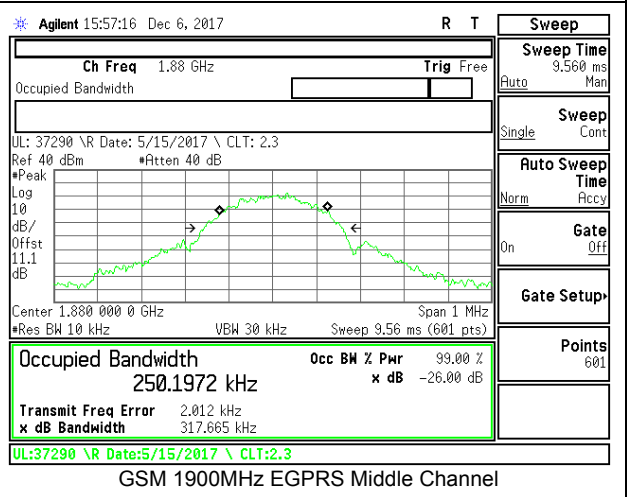 Agilent 15:57:16 Dec 6, 2017 R T
Ch Freq 1.88 GHz Trig Free
Occupied Bandwidth
UL: 37290 \R Date: 5/15/2017 \ CLT: 2.3
Ref 40 dBm #Atten 40 dB
#Peak
Log
10
dB/
Offst
11.1
dB
Center 1.880 000 0 GHz Span 1 MHz
#Res BW 10 kHz VBW 30 kHz Sweep 9.56 ms (601 pts)
Occupied Bandwidth Occ BW % Pwr 99.00 %
250.1972 kHz x dB -26.00 dB
Transmit Freq Error 2.012 kHz
x dB Bandwidth 317.665 kHz
UL:37290 \R Date:5/15/2017 \ CLT:2.3
Sweep
Sweep Time
9.560 ms
Auto Man
Sweep
Single Cont
Auto Sweep
Time
Norm Accy
Gate
On Off
Gate Setup
Points
601
GSM 1900MHz EGPRS Middle Channel